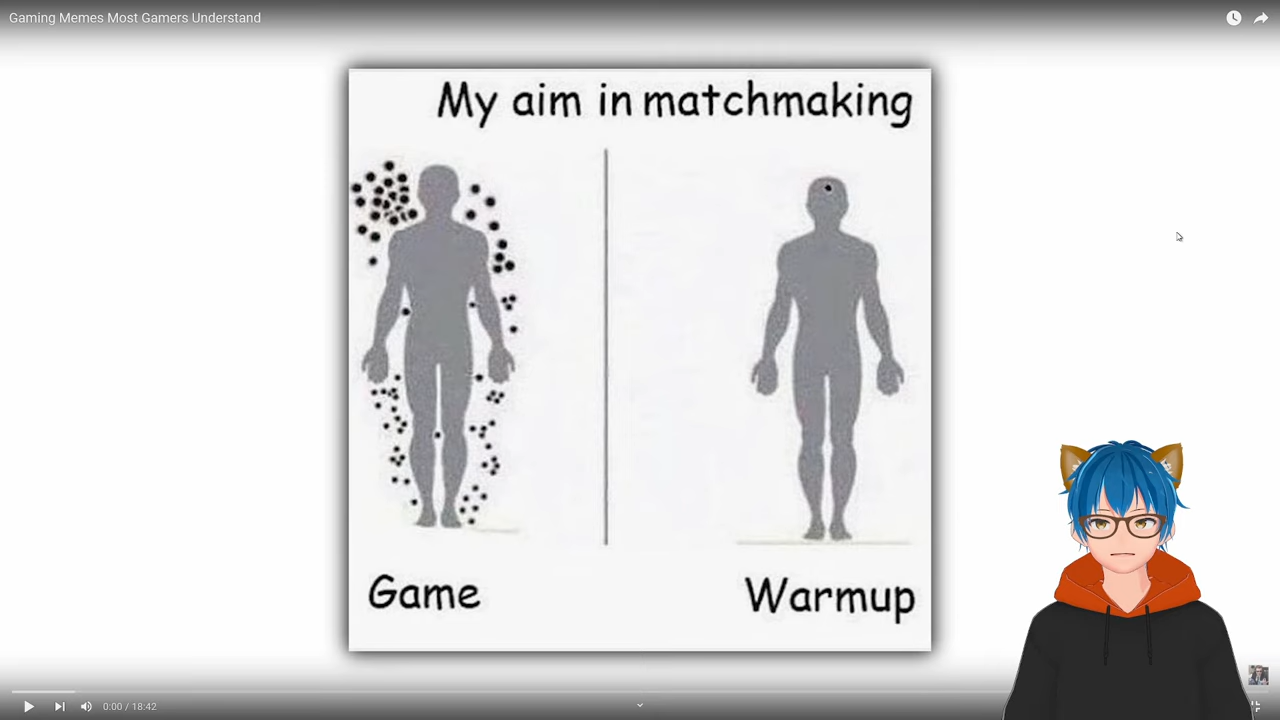 Gaming Memes Most Gamers Understand
My aim in matchmaking
Game
Warmup
0:00 / 18:42